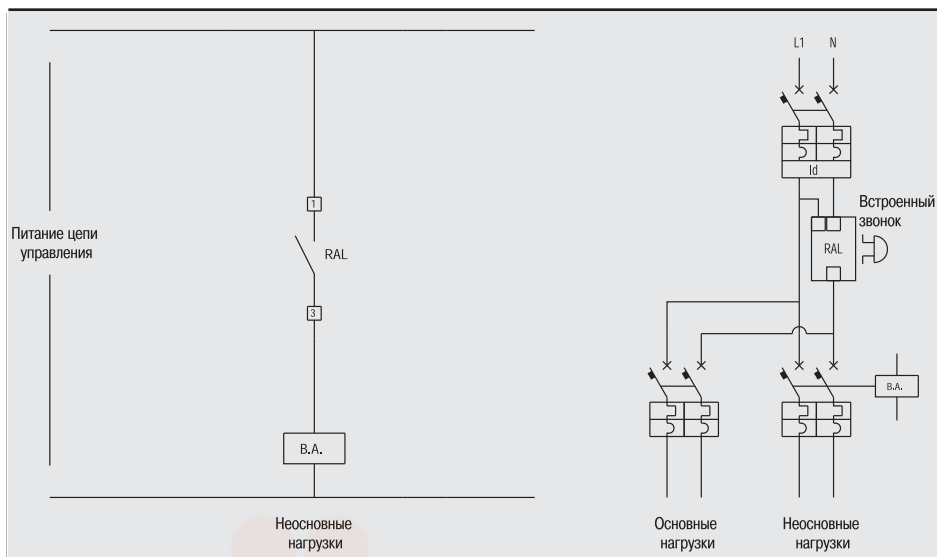 L1 N
Id
Встроенный
звонок
RAL
Питание цепи
управления
1
RAL
3
B.A.
B.A.
Неосновные
нагрузки
Основные
нагрузки
Неосновные
нагрузки